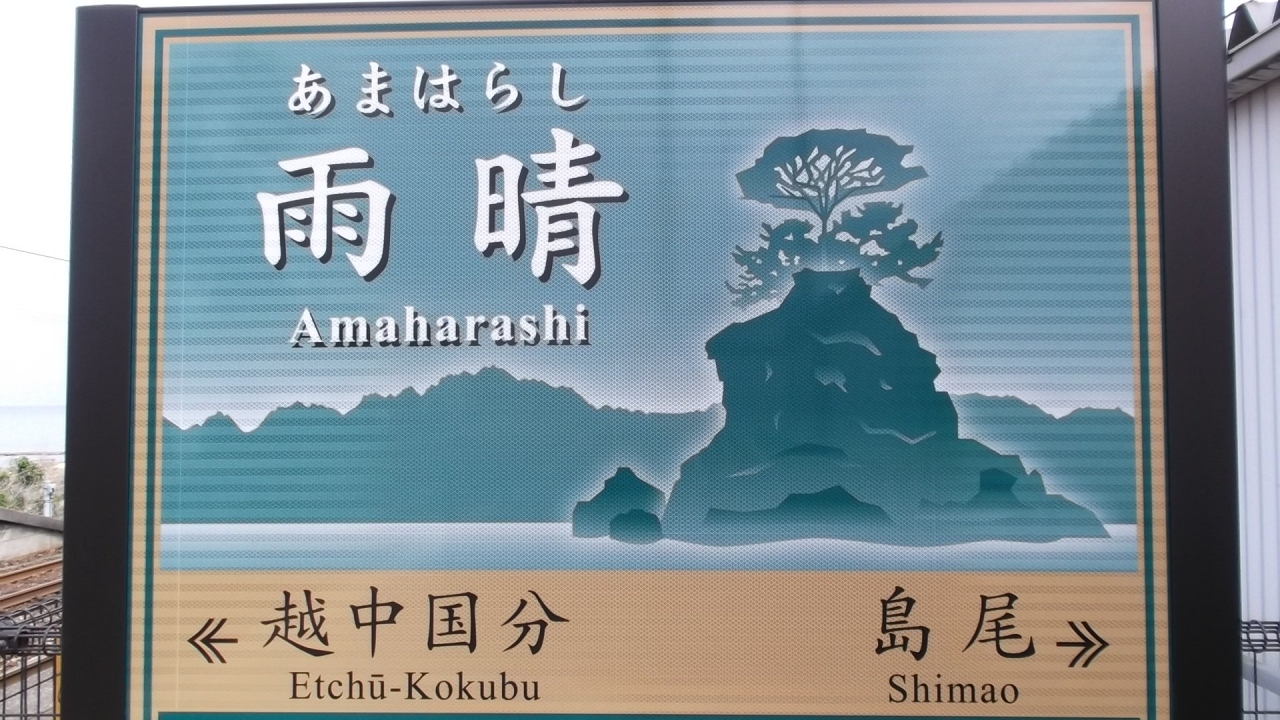 あまはらし
雨晴
Amaharashi
越中国分
Etchū-Kokubu
島尾
Shimao